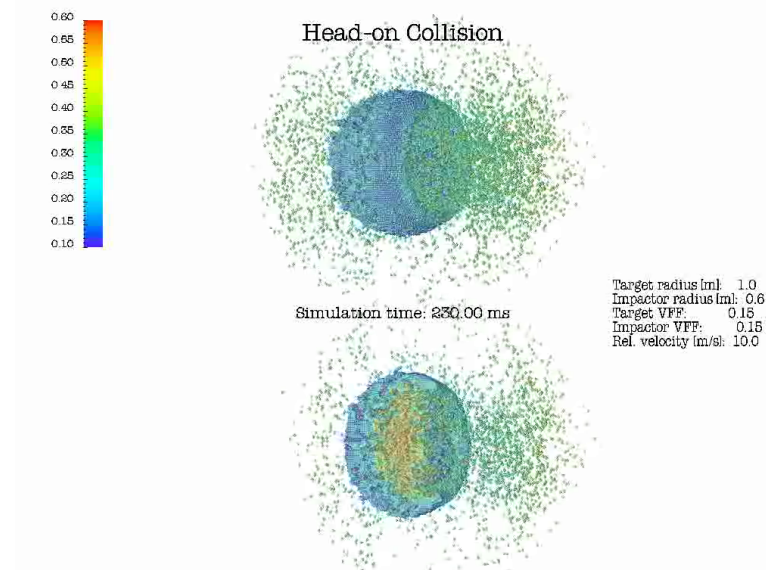 0.60
Head-on Collision
0.55
0.50
0.45
0.40
0.35
0.30
0.25
0.20
0.15
0.10
Target radius [m]: 1.0
Impactor radius [m]: 0.6
Simulation time: 230.00 ms
Target VFF: 0.15
Impactor VFF: 0.15
Rel. velocity [m/s]: 10.0